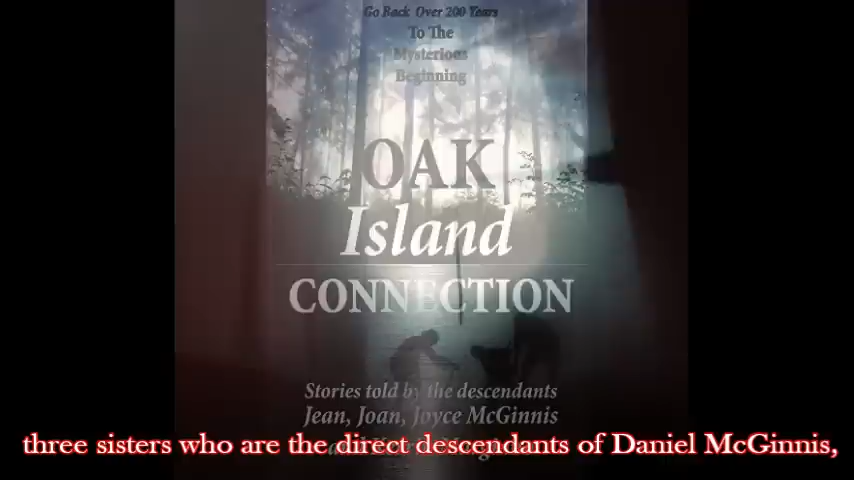 Go Back Over 200 Years
To The
Mysterious
Beginning
OAK
Island
CONNECTION
Stories told by the descendants
Jean, Joan, Joyce McGinnis
three sisters who are the direct descendants of Daniel McGinnis,